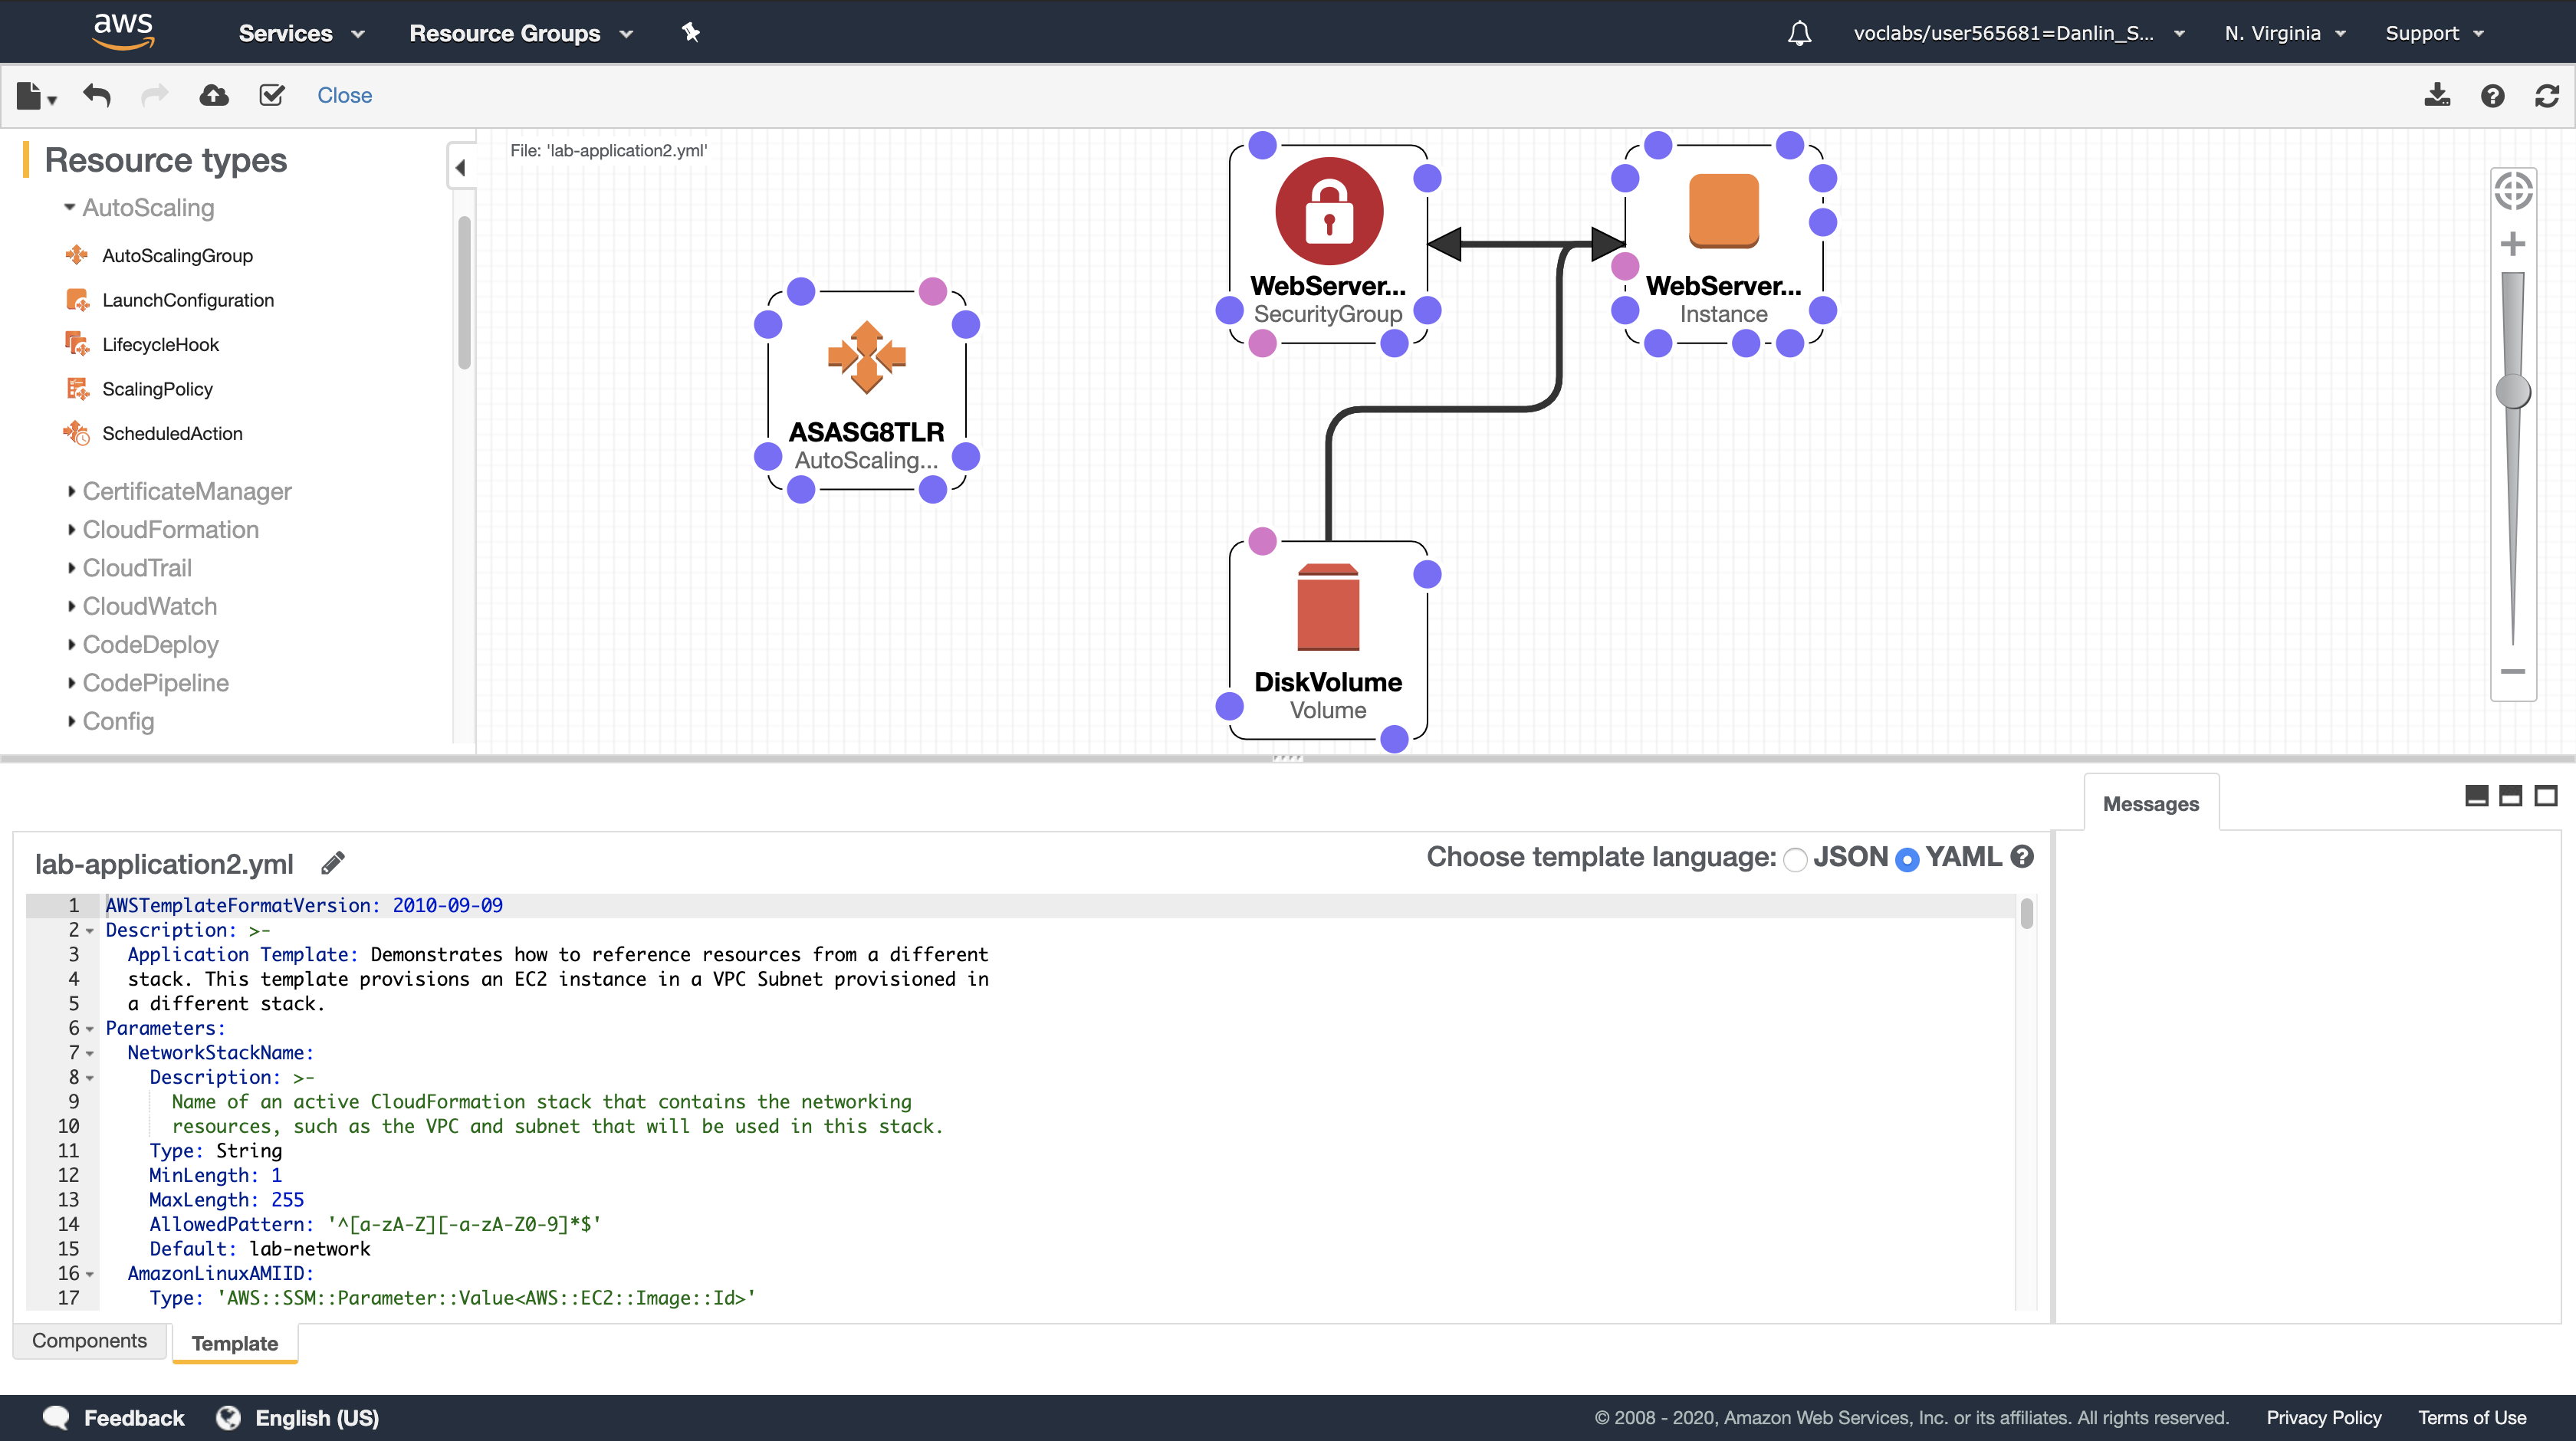 aws
Services
Resource Groups
voclabs/user565681=Danlin_S...
N. Virginia
Support
Close
Resource types
AutoScaling
AutoScalingGroup
LaunchConfiguration
LifecycleHook
ScalingPolicy
ScheduledAction
CertificateManager
CloudFormation
CloudTrail
CloudWatch
CodeDeploy
CodePipeline
Config
File: 'lab-application2.yml'
ASASG8TLR
AutoScaling...
WebServer...
SecurityGroup
WebServer...
Instance
DiskVolume
Volume
Messages
lab-application2.yml
Choose template language: JSON YAML
1 AWSTemplateFormatVersion: 2010-09-09
2 Description: >-
3 Application Template: Demonstrates how to reference resources from a different
4 stack. This template provisions an EC2 instance in a VPC Subnet provisioned in
5 a different stack.
6 Parameters:
7 NetworkStackName:
8 Description: >-
9 Name of an active CloudFormation stack that contains the networking
10 resources, such as the VPC and subnet that will be used in this stack.
11 Type: String
12 MinLength: 1
13 MaxLength: 255
14 AllowedPattern: '^[a-zA-Z][-a-zA-Z0-9]*$'
15 Default: lab-network
16 AmazonLinuxAMIID:
17 Type: 'AWS::SSM::Parameter::Value<AWS::EC2::Image::Id>'
Components
Template
Feedback
English (US)
© 2008 - 2020, Amazon Web Services, Inc. or its affiliates. All rights reserved.
Privacy Policy
Terms of Use